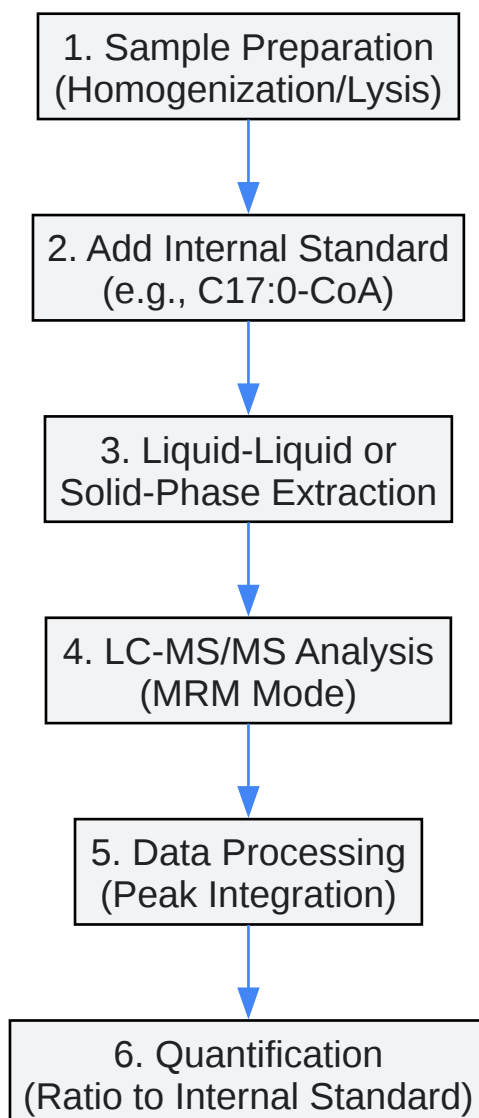 1. Sample Preparation
(Homogenization/Lysis)
2. Add Internal Standard
(e.g., C17:0-CoA)
3. Liquid-Liquid or
Solid-Phase Extraction
4. LC-MS/MS Analysis
(MRM Mode)
5. Data Processing
(Peak Integration)
6. Quantification
(Ratio to Internal Standard)